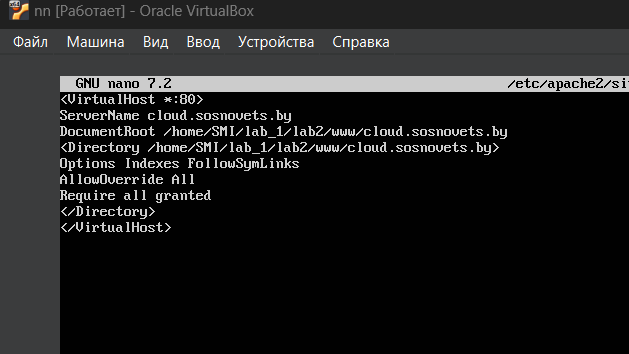 nn [Работает] - Oracle VirtualBox
Файл Машина Вид Ввод Устройства Справка
GNU nano 7.2 /etc/apache2/si
<VirtualHost *:80>
ServerName cloud.sosnovets.by
DocumentRoot /home/SMI/lab_1/lab2/www/cloud.sosnovets.by
<Directory /home/SMI/lab_1/lab2/www/cloud.sosnovets.by>
Options Indexes FollowSymLinks
AllowOverride All
Require all granted
</Directory>
</VirtualHost>